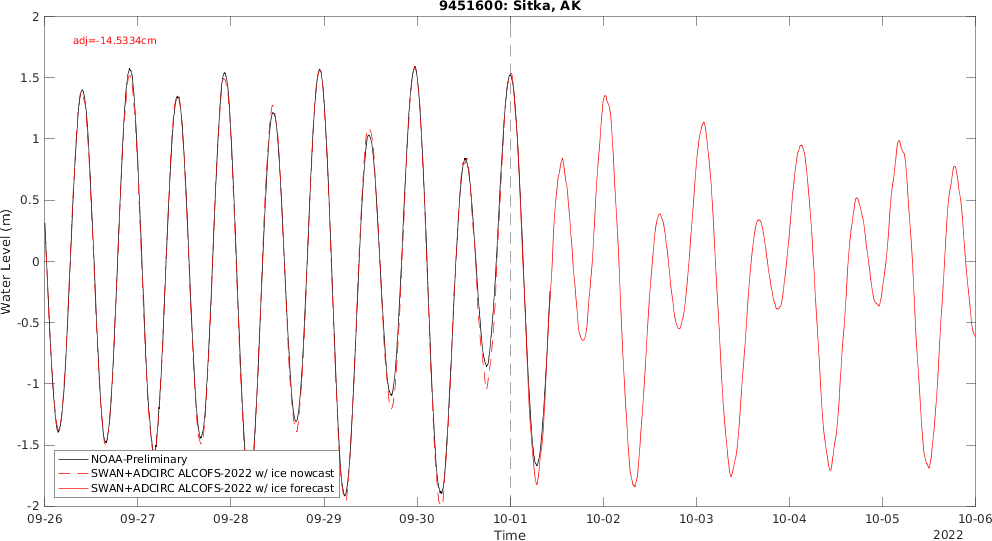 9451600: Sitka, AK
adj=-14.5334cm
2
1.5
1
0.5
0
-0.5
-1
-1.5
-2
Water Level (m)
NOAA-Preliminary
SWAN+ADCIRC ALCOFS-2022 w/ ice nowcast
SWAN+ADCIRC ALCOFS-2022 w/ ice forecast
09-26 09-27 09-28 09-29 09-30 10-01 10-02 10-03 10-04 10-05 10-06
Time
2022